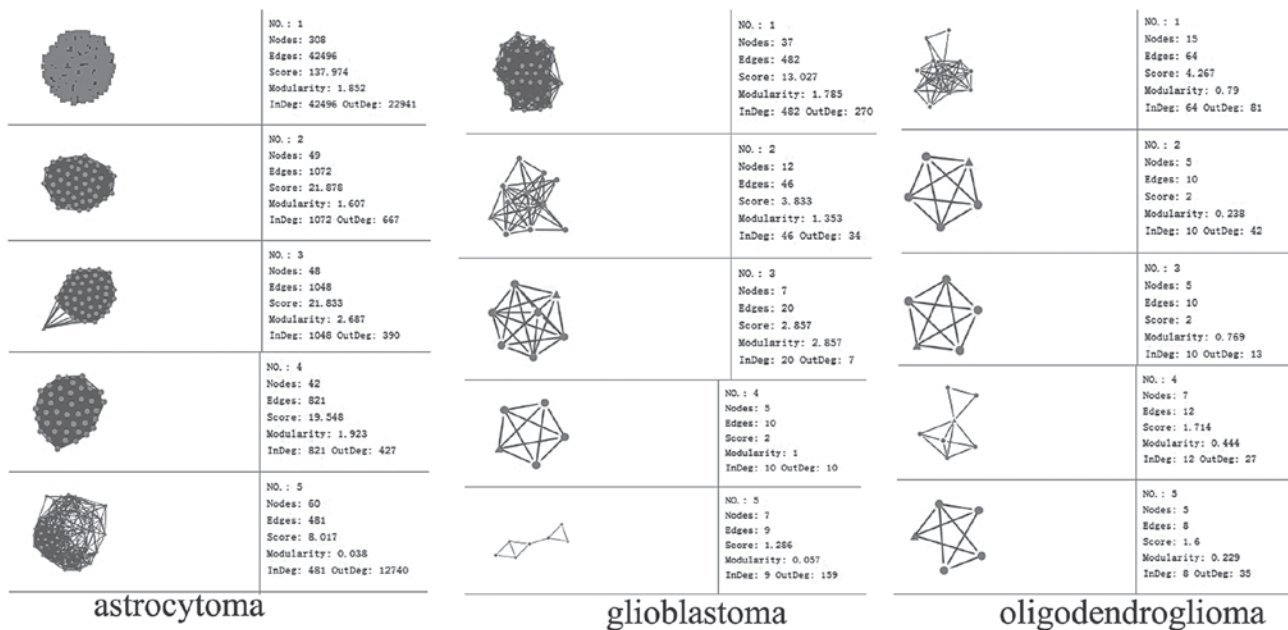 NO.: 1
Nodes: 308
Edges: 42496
Score: 137.974
Modularity: 1.852
InDeg: 42496 OutDeg: 22941
NO.: 2
Nodes: 49
Edges: 1072
Score: 21.878
Modularity: 1.607
InDeg: 1072 OutDeg: 667
NO.: 3
Nodes: 48
Edges: 1048
Score: 21.833
Modularity: 2.687
InDeg: 1048 OutDeg: 390
NO.: 4
Nodes: 42
Edges: 821
Score: 19.548
Modularity: 1.923
InDeg: 821 OutDeg: 427
NO.: 5
Nodes: 60
Edges: 481
Score: 8.017
Modularity: 0.038
InDeg: 481 OutDeg: 12740
astrocytoma
NO.: 1
Nodes: 37
Edges: 482
Score: 13.027
Modularity: 1.785
InDeg: 482 OutDeg: 270
NO.: 2
Nodes: 12
Edges: 46
Score: 3.833
Modularity: 1.353
InDeg: 46 OutDeg: 34
NO.: 3
Nodes: 7
Edges: 20
Score: 2.857
Modularity: 2.857
InDeg: 20 OutDeg: 7
NO.: 4
Nodes: 5
Edges: 10
Score: 2
Modularity: 1
InDeg: 10 OutDeg: 10
NO.: 5
Nodes: 7
Edges: 9
Score: 1.286
Modularity: 0.057
InDeg: 9 OutDeg: 159
glioblastoma
NO.: 1
Nodes: 15
Edges: 64
Score: 4.267
Modularity: 0.79
InDeg: 64 OutDeg: 81
NO.: 2
Nodes: 5
Edges: 10
Score: 2
Modularity: 0.238
InDeg: 10 OutDeg: 42
NO.: 3
Nodes: 5
Edges: 10
Score: 2
Modularity: 0.769
InDeg: 10 OutDeg: 13
NO.: 4
Nodes: 7
Edges: 12
Score: 1.714
Modularity: 0.444
InDeg: 12 OutDeg: 27
NO.: 5
Nodes: 5
Edges: 8
Score: 1.6
Modularity: 0.229
InDeg: 8 OutDeg: 35
oligodendroglioma